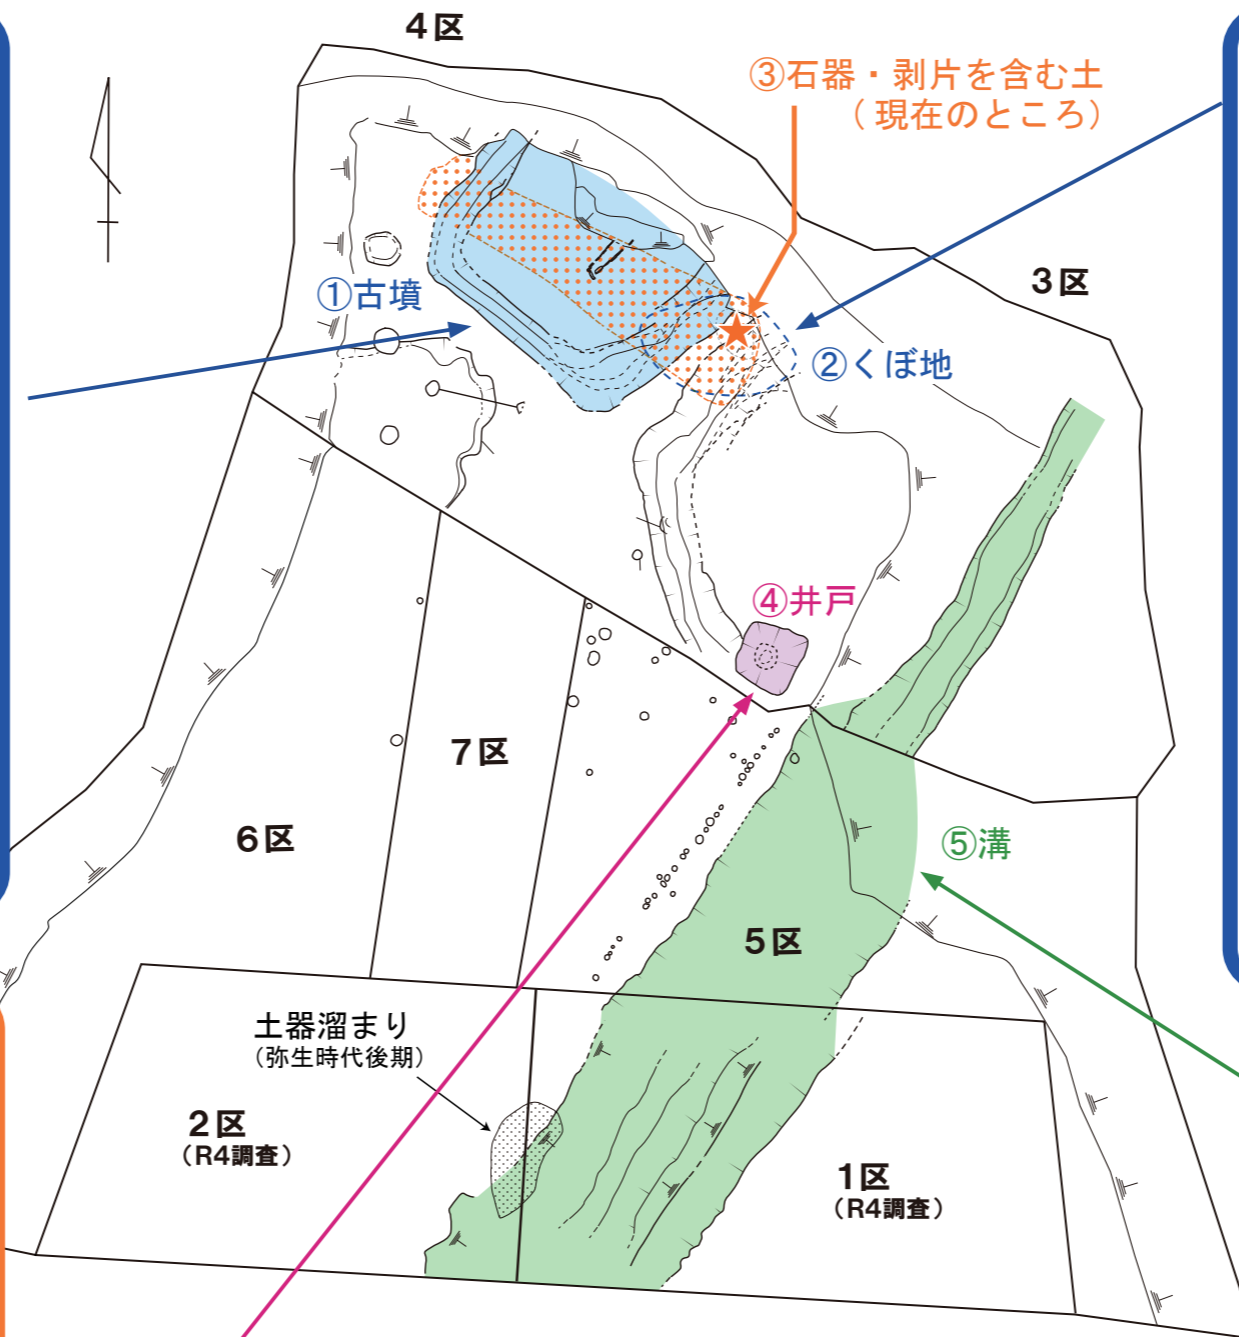 4区
③石器・剥片を含む土
(現在のところ)
3区
①古墳
②くぼ地
④井戸
7区
6区
⑤溝
5区
土器溜まり
(弥生時代後期)
2区
(R4調査)
1区
(R4調査)